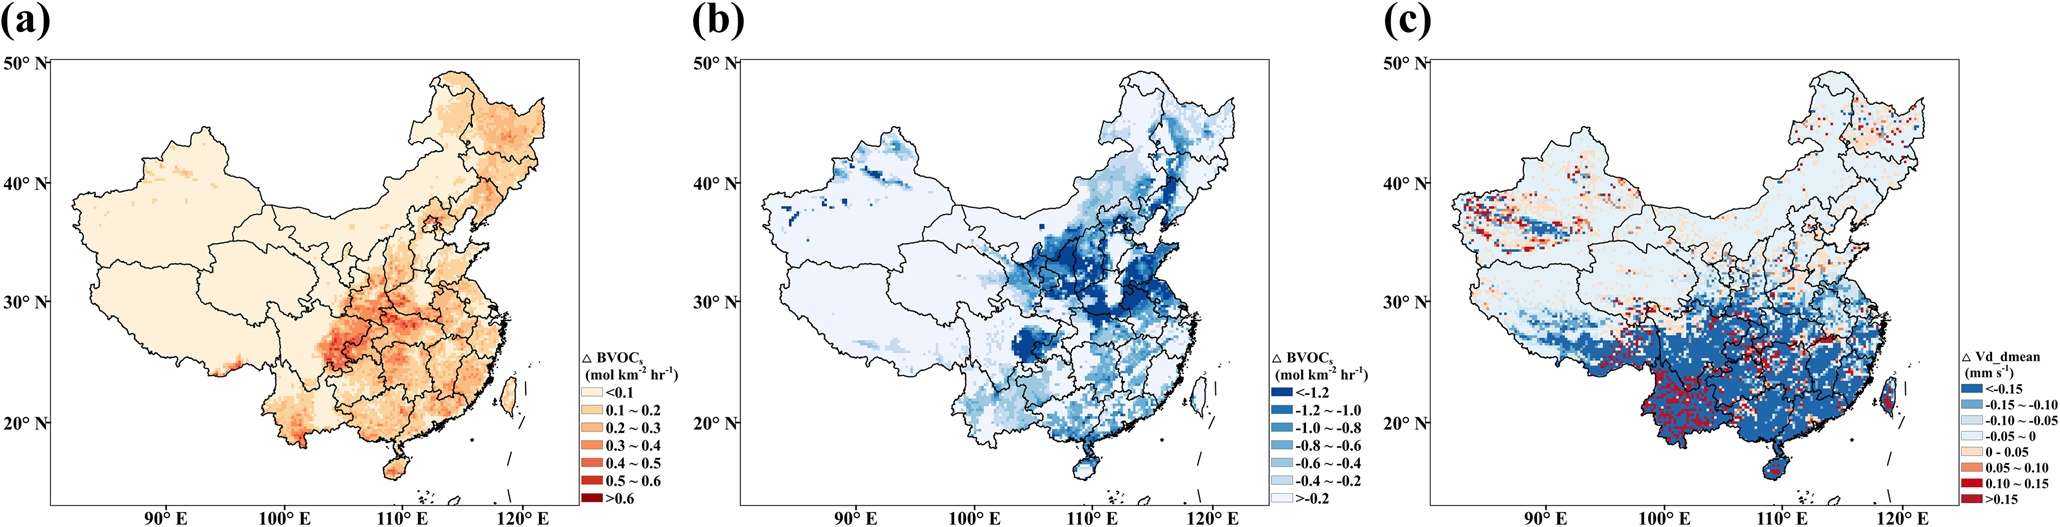 (a)
50° N
40° N
30° N
20° N
90° E
100° E
110° E
120° E
△ BVOCs
(mol km-2 hr-1)
<0.1
0.1 ~ 0.2
0.2 ~ 0.3
0.3 ~ 0.4
0.4 ~ 0.5
0.5 ~ 0.6
>0.6
(b)
50° N
40° N
30° N
20° N
90° E
100° E
110° E
120° E
△ BVOCs
(mol km-2 hr-1)
<-1.2
-1.2 ~ -1.0
-1.0 ~ -0.8
-0.8 ~ -0.6
-0.6 ~ -0.4
-0.4 ~ -0.2
>-0.2
(c)
50° N
40° N
30° N
20° N
90° E
100° E
110° E
120° E
△ Vd_dmean
(mm s-1)
<-0.15
-0.15 ~ -0.10
-0.10 ~ -0.05
-0.05 ~ 0
0 - 0.05
0.05 ~ 0.10
0.10 ~ 0.15
>0.15